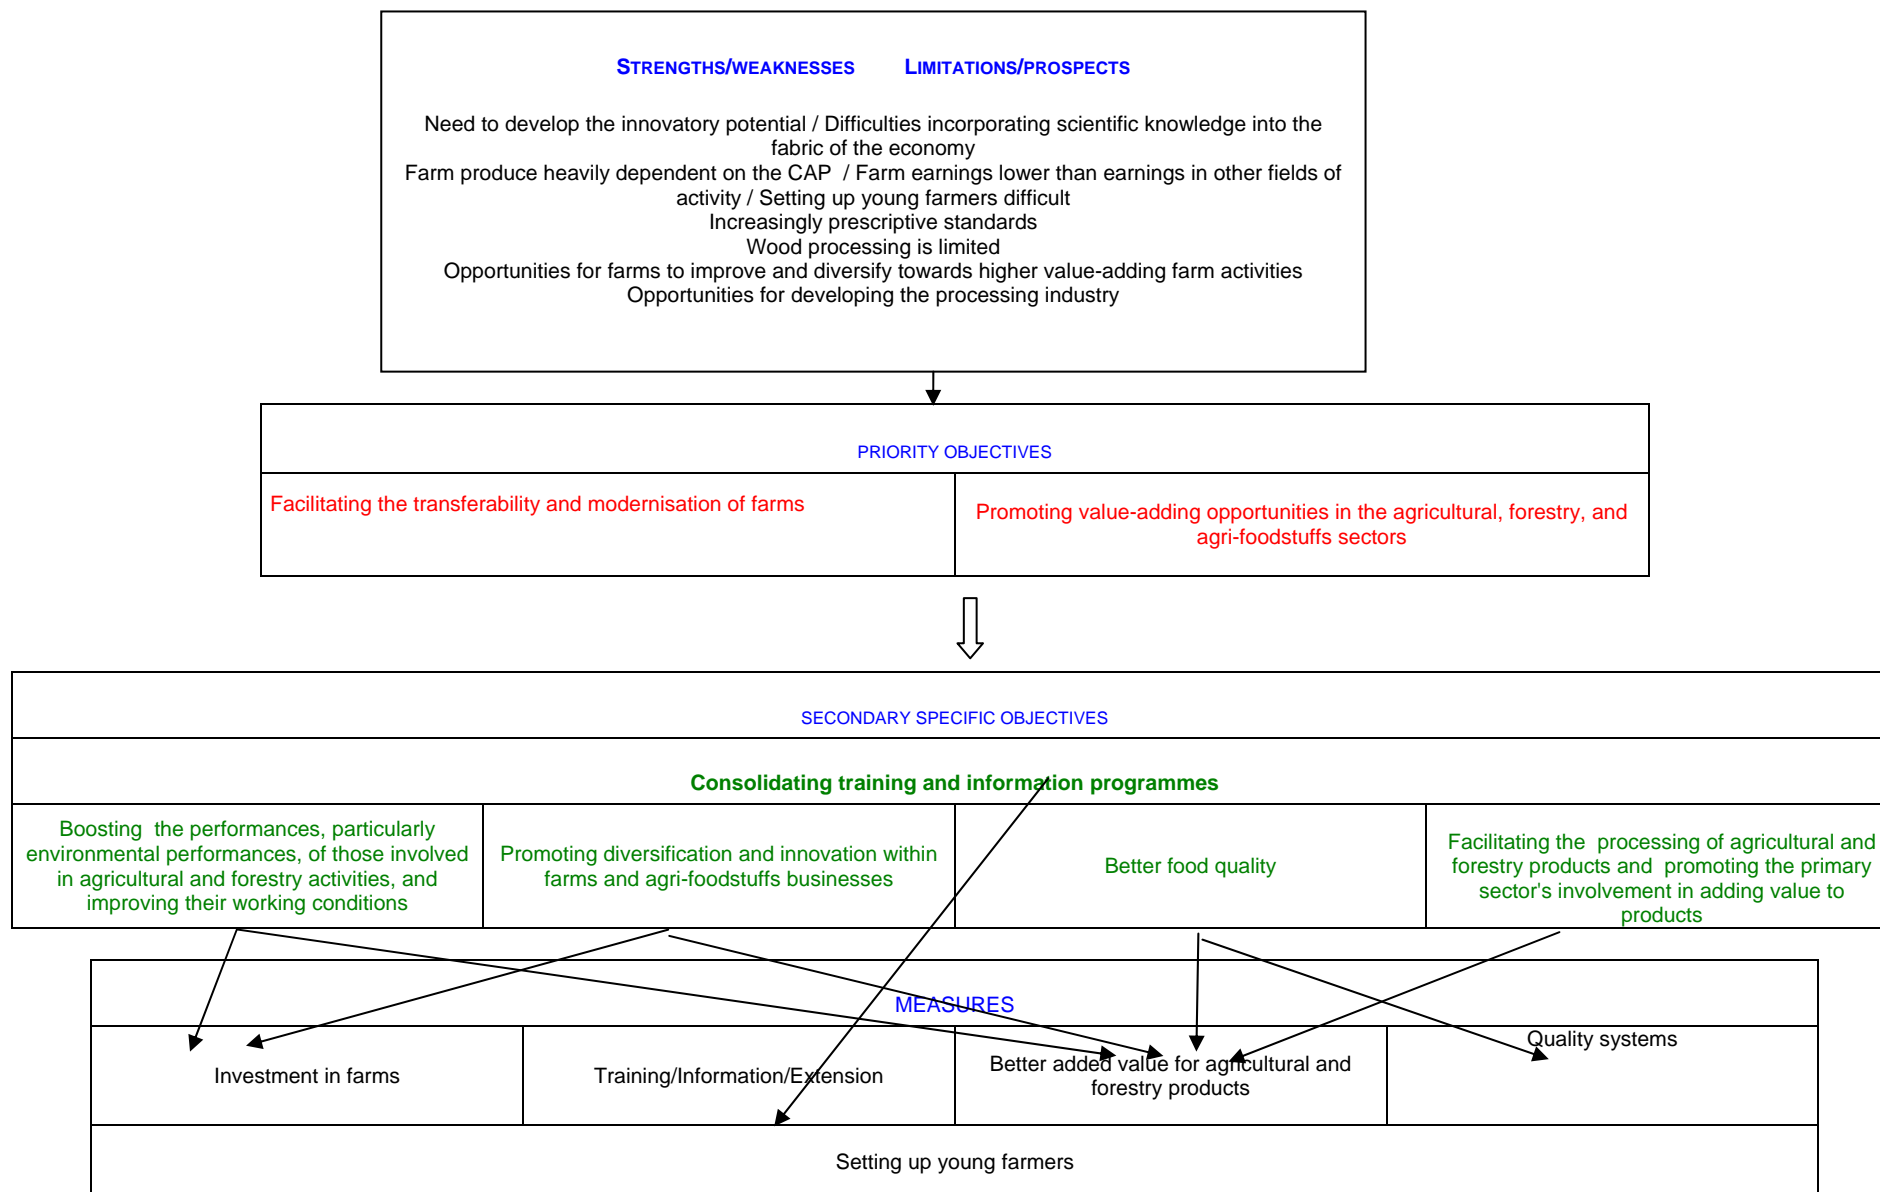 STRENGTHS/WEAKNESSES LIMITATIONS/PROSPECTS
Need to develop the innovatory potential / Difficulties incorporating scientific knowledge into the
fabric of the economy
Farm produce heavily dependent on the CAP / Farm earnings lower than earnings in other fields of
activity / Setting up young farmers difficult
Increasingly prescriptive standards
Wood processing is limited
Opportunities for farms to improve and diversify towards higher value-adding farm activities
Opportunities for developing the processing industry
PRIORITY OBJECTIVES
Facilitating the transferability and modernisation of farms
Promoting value-adding opportunities in the agricultural, forestry, and
agri-foodstuffs sectors
SECONDARY SPECIFIC OBJECTIVES
Consolidating training and information programmes
Boosting the performances, particularly
environmental performances, of those involved
in agricultural and forestry activities, and
improving their working conditions
Promoting diversification and innovation within
farms and agri-foodstuffs businesses
Better food quality
Facilitating the processing of agricultural and
forestry products and promoting the primary
sector's involvement in adding value to
products
MEASURES
Investment in farms
Training/Information/Extension
Better added value for agricultural and
forestry products
Quality systems
Setting up young farmers